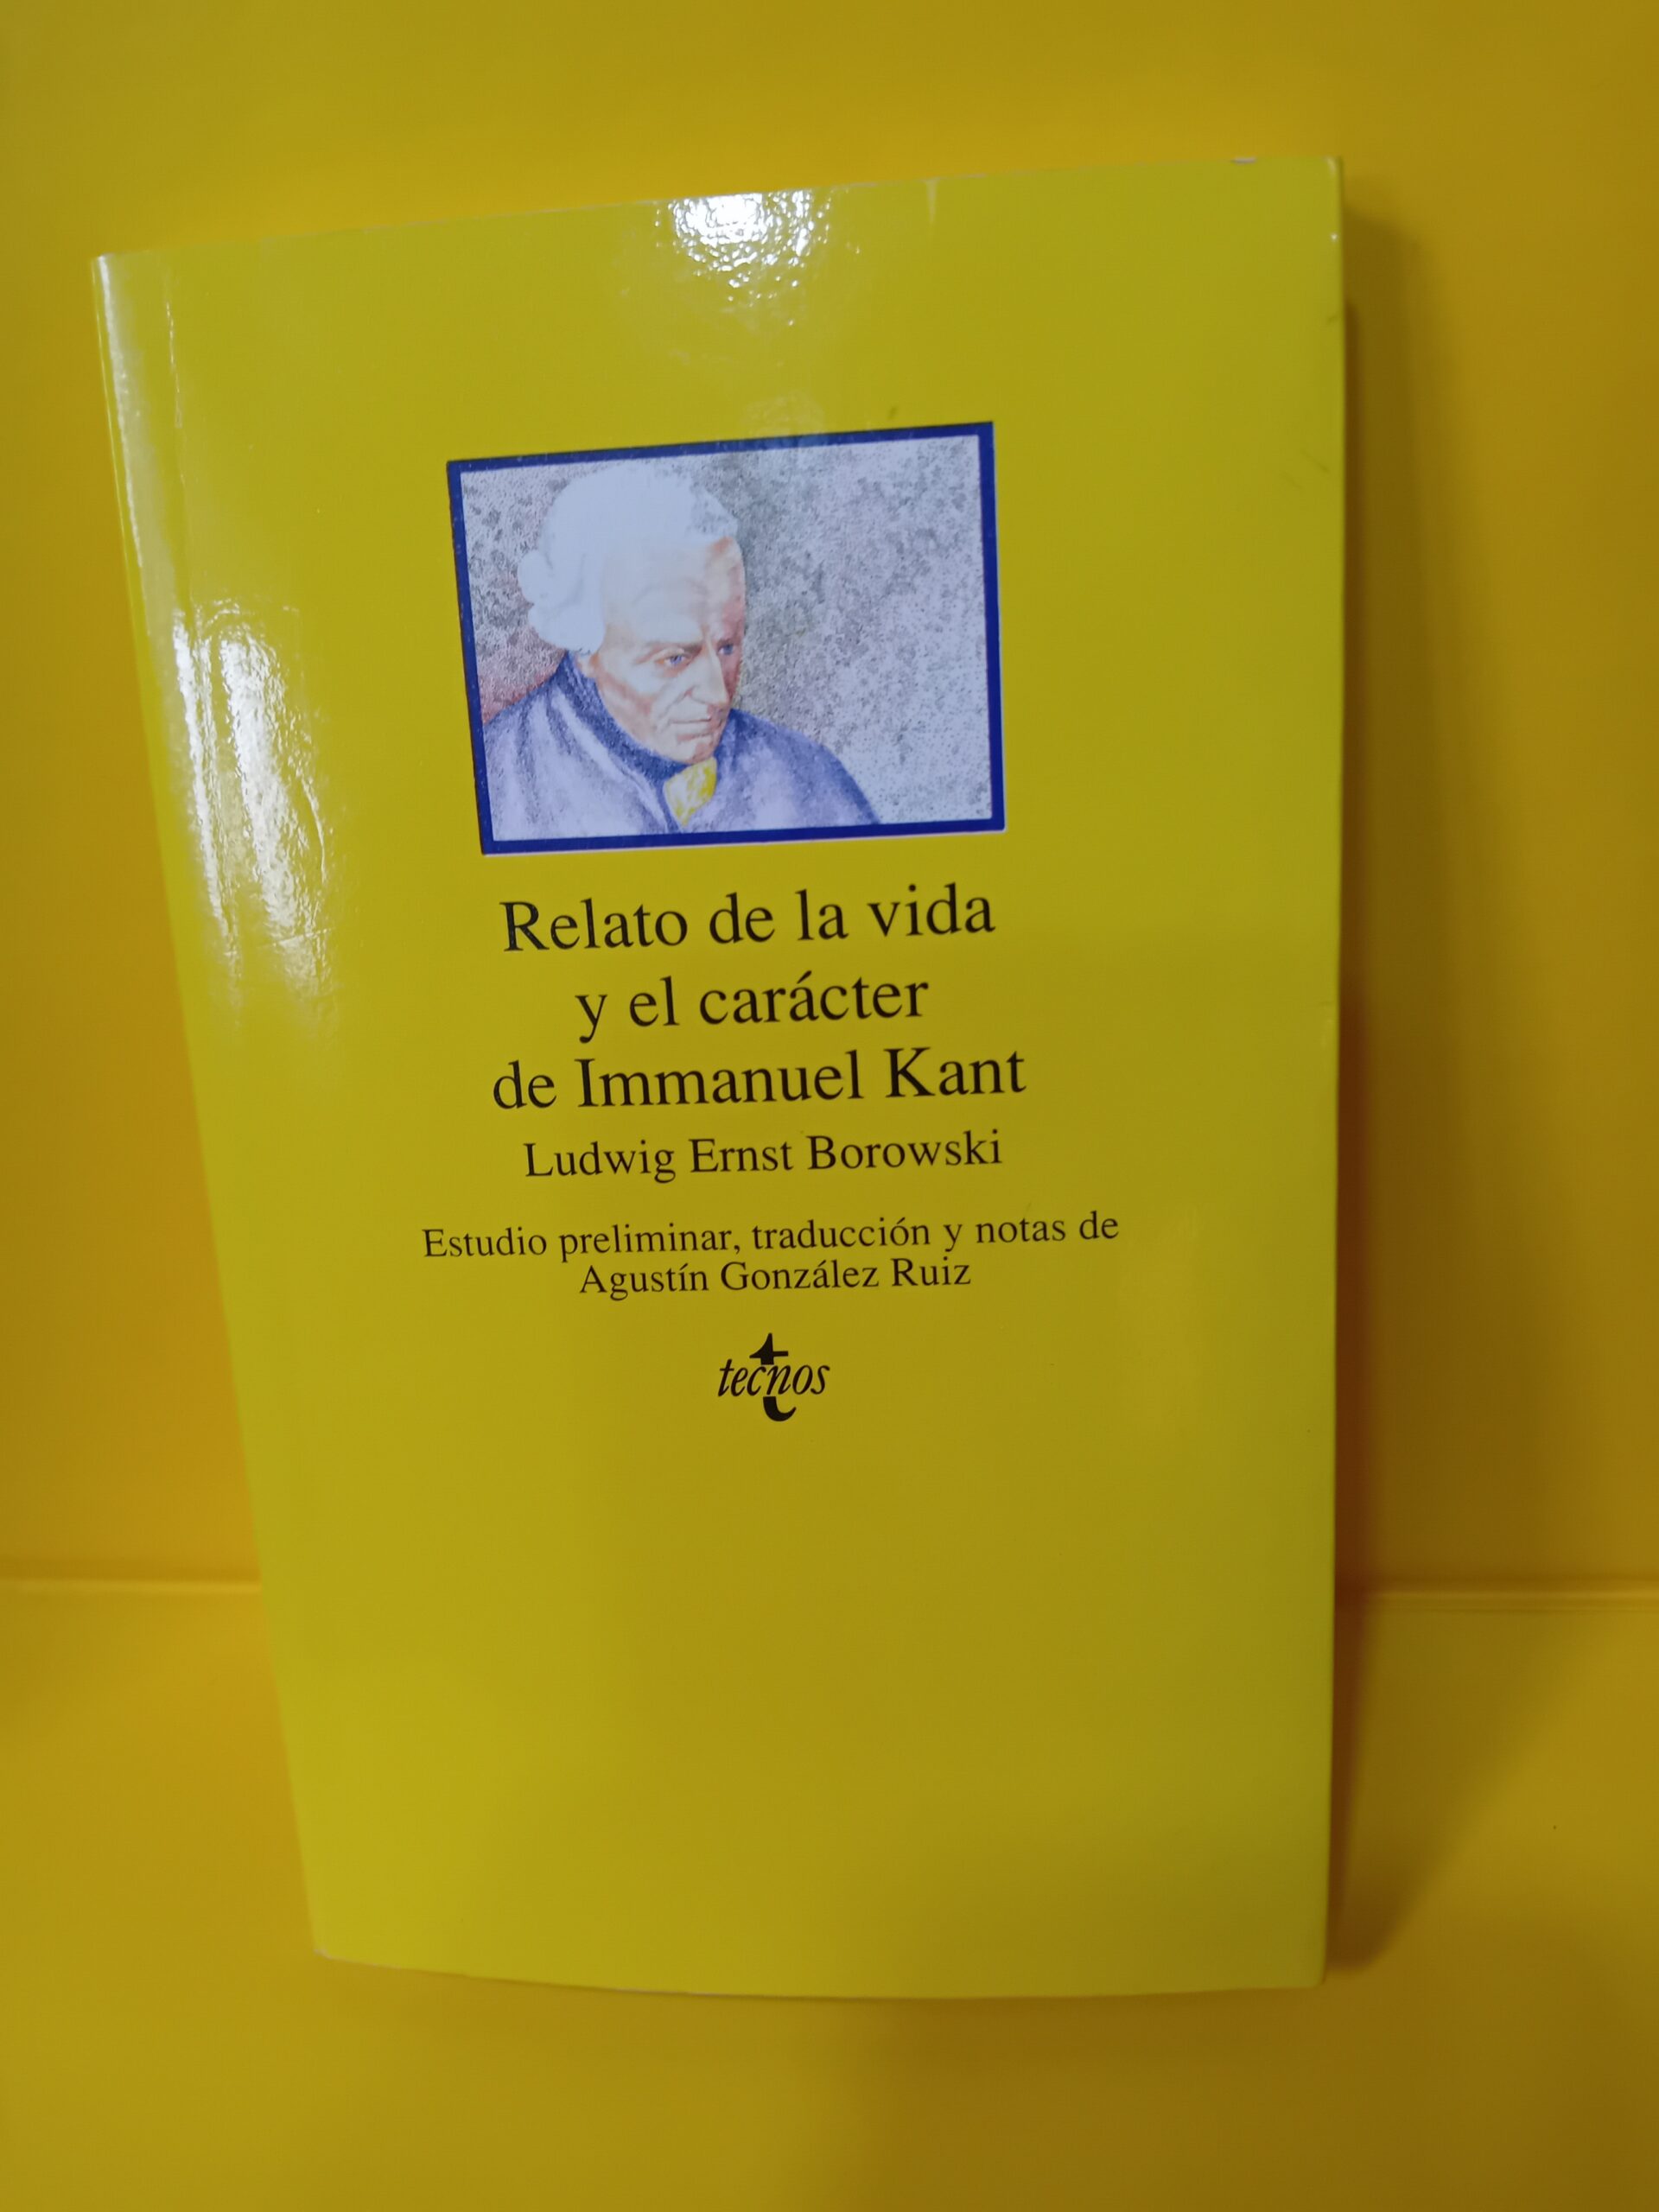 Relato de la vida
y el carácter
de Immanuel Kant
Ludwig Ernst Borowski
Estudio preliminar, traducción y notas de
Agustín González Ruiz
tecnos